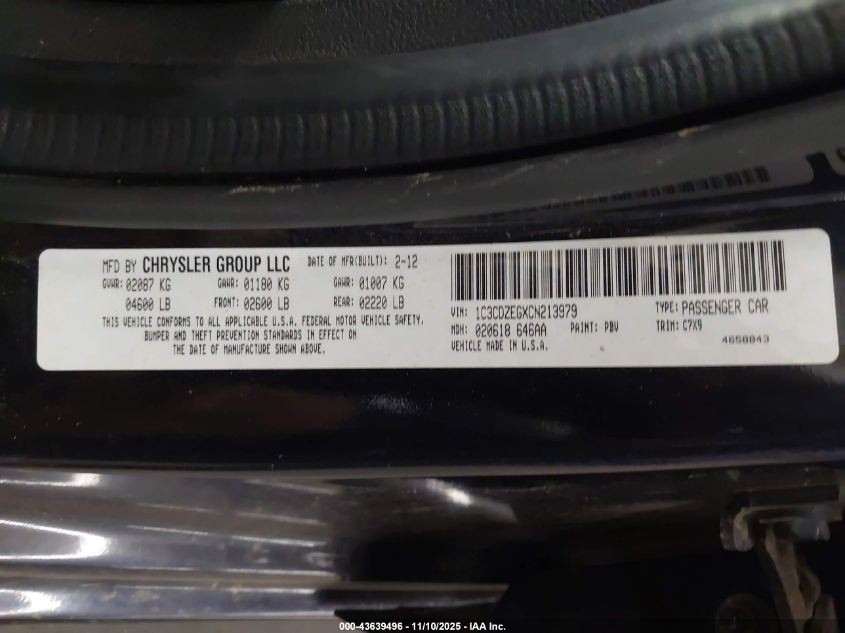 MFD BY CHRYSLER GROUP LLC DATE OF MFR(BUILT): 2-12
GVWR: 02087 KG GAWR: 01180 KG GAWR: 01007 KG
04600 LB FRONT: 02600 LB REAR: 02220 LB
THIS VEHICLE CONFORMS TO ALL APPLICABLE U.S.A. FEDERAL MOTOR VEHICLE SAFETY,
BUMPER AND THEFT PREVENTION STANDARDS IN EFFECT ON
THE DATE OF MANUFACTURE SHOWN ABOVE.
VIN: 1C3CDZEGXCN213979 TYPE: PASSENGER CAR
MDH: 020618 646AA PAINT: PBV TRIM: C7X9
VEHICLE MADE IN U.S.A. 4658843
000-43639496 - 11/10/2025 - IAA Inc.